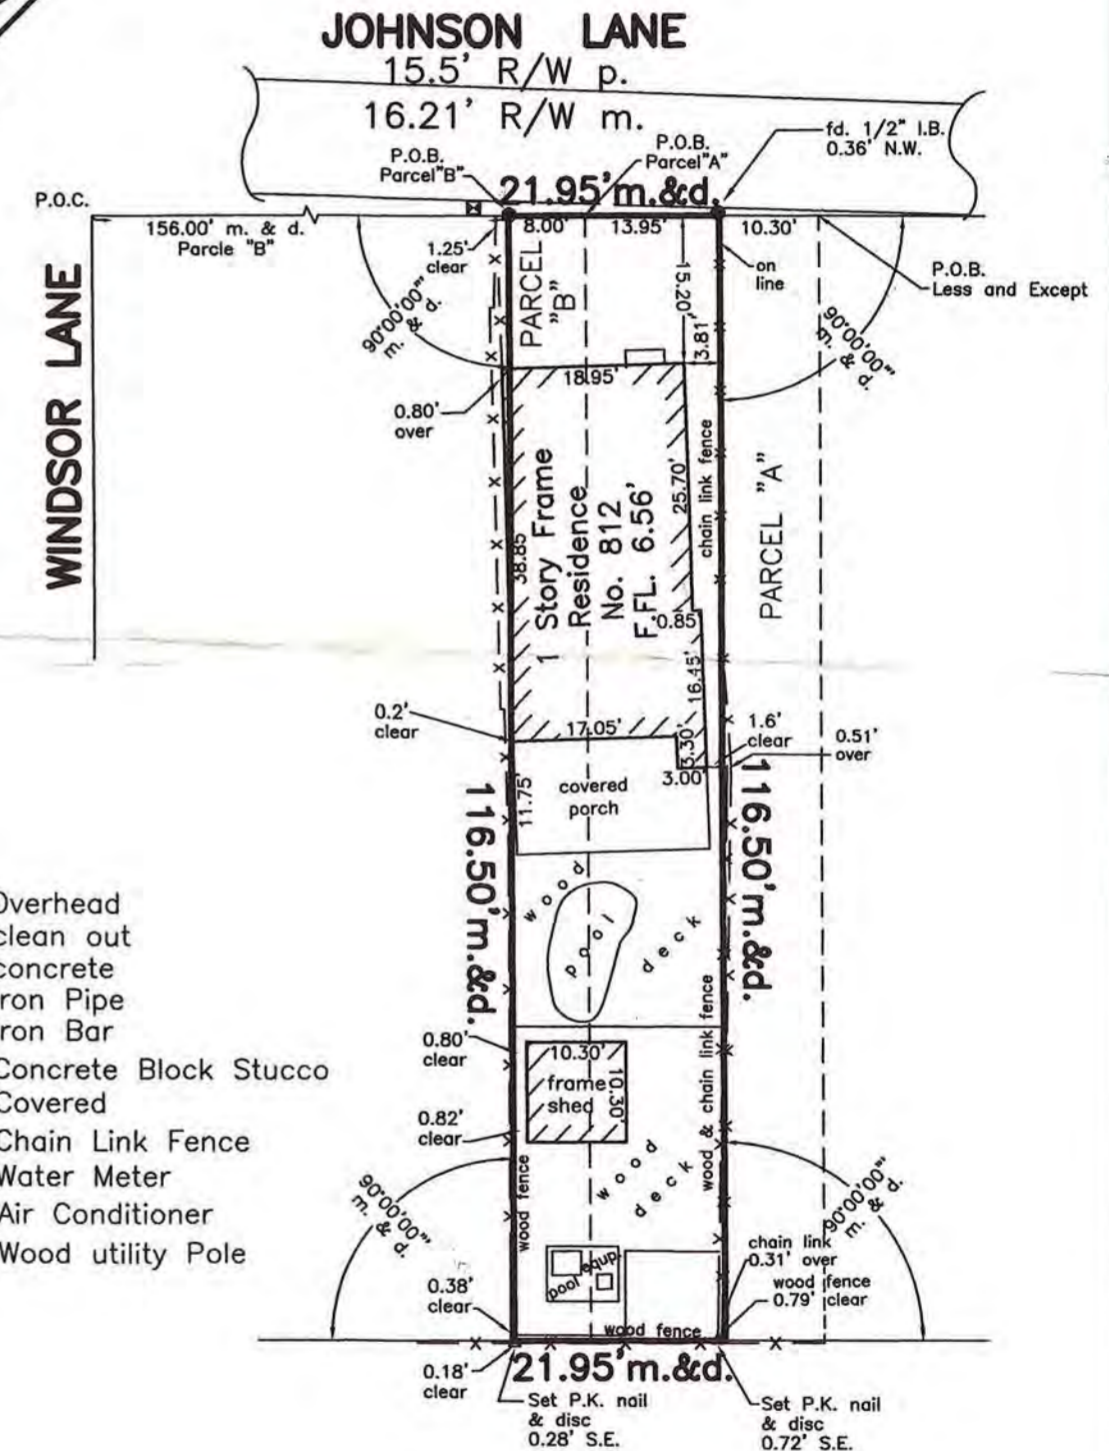 JOHNSON LANE
15.5' R/W p.
16.21' R/W m.
fd. 1/2" I.B.
0.36' N.W.
P.O.B.
Parcel"A"
P.O.B.
Parcel"B"
21.95'm.&d.
P.O.C.
156.00' m. & d.
Parcle "B"
8.00'
13.95'
10.30'
1.25'
clear
on
line
P.O.B.
Less and Except
PARCEL
"B"
15.20'
3.81'
90°00'00"'
m. & d.
90°00'00"'
m. & d.
WINDSOR LANE
18.95'
0.80'
over
38.85
1 Story Frame
Residence
No. 812
F.FL. 6.56'
25.70'
chain link fence
PARCEL "A"
0.85'
16.45'
0.2'
clear
17.05'
3.30'
3.00'
1.6'
clear
0.51'
over
11.75'
covered
porch
116.50'm.&d.
116.50'm.&d.
wood
pool
deck
Overhead
clean out
concrete
ron Pipe
ron Bar
Concrete Block Stucco
Covered
Chain Link Fence
Water Meter
Air Conditioner
Wood utility Pole
0.80'
clear
10.30'
10.30'
frame
shed
0.82'
clear
wood & chain link fence
wood
deck
wood fence
90°00'00"'
m. & d.
90°00'00"'
m. & d.
pool equp.
chain link
0.31' over
wood fence
0.79' clear
0.38'
clear
wood fence
21.95'm.&d.
0.18'
clear
Set P.K. nail
& disc
0.28' S.E.
Set P.K. nail
& disc
0.72' S.E.